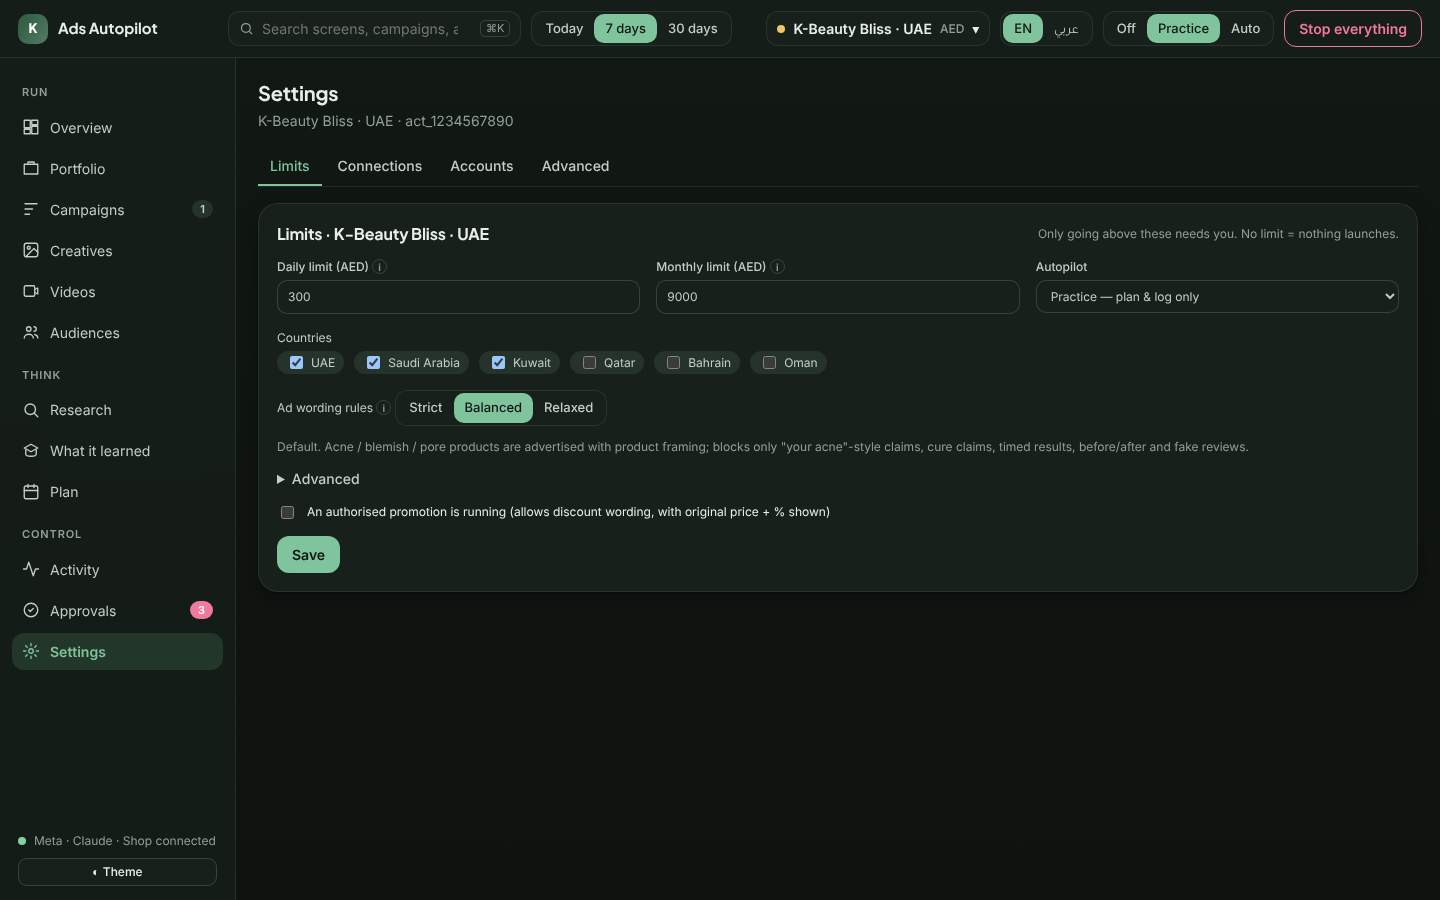 K
Ads Autopilot
Search screens, campaigns, a
⌘K
Today 7 days 30 days
K-Beauty Bliss · UAE AED ▾
EN عربي
Off Practice Auto
Stop everything
RUN
Overview
Portfolio
Campaigns 1
Creatives
Videos
Audiences
THINK
Research
What it learned
Plan
CONTROL
Activity
Approvals 3
Settings
Meta · Claude · Shop connected
Theme
Settings
K-Beauty Bliss · UAE · act_1234567890
Limits Connections Accounts Advanced
Limits · K-Beauty Bliss · UAE
Only going above these needs you. No limit = nothing launches.
Daily limit (AED) i Monthly limit (AED) i Autopilot
300 9000 Practice — plan & log only
Countries
UAE Saudi Arabia Kuwait Qatar Bahrain Oman
Ad wording rules i Strict Balanced Relaxed
Default. Acne / blemish / pore products are advertised with product framing; blocks only "your acne"-style claims, cure claims, timed results, before/after and fake reviews.
Advanced
An authorised promotion is running (allows discount wording, with original price + % shown)
Save